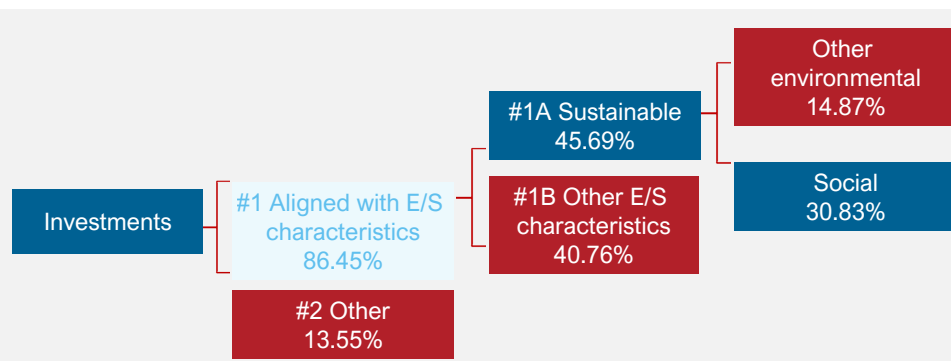 Investments
#1 Aligned with E/S
characteristics
86.45%
#2 Other
13.55%
#1A Sustainable
45.69%
#1B Other E/S
characteristics
40.76%
Other
environmental
14.87%
Social
30.83%